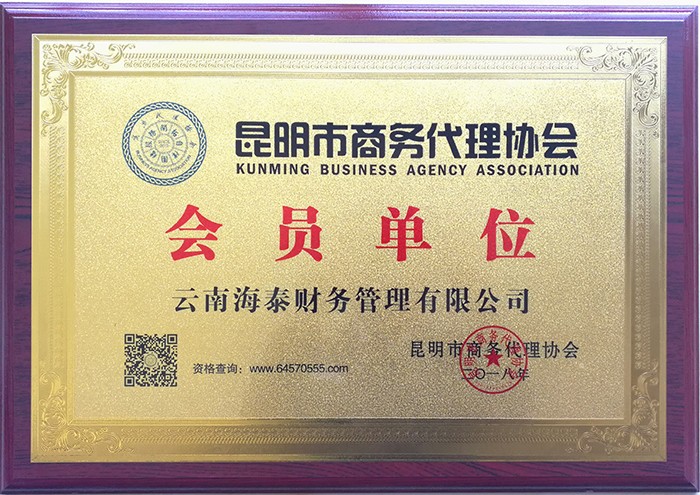 昆明市商务代理协会
KUNMING BUSINESS AGENCY ASSOCIATION
会员单位
云南海泰财务管理有限公司
资格查询：www.64570555.com
昆明市商务代理协会
二〇一八年